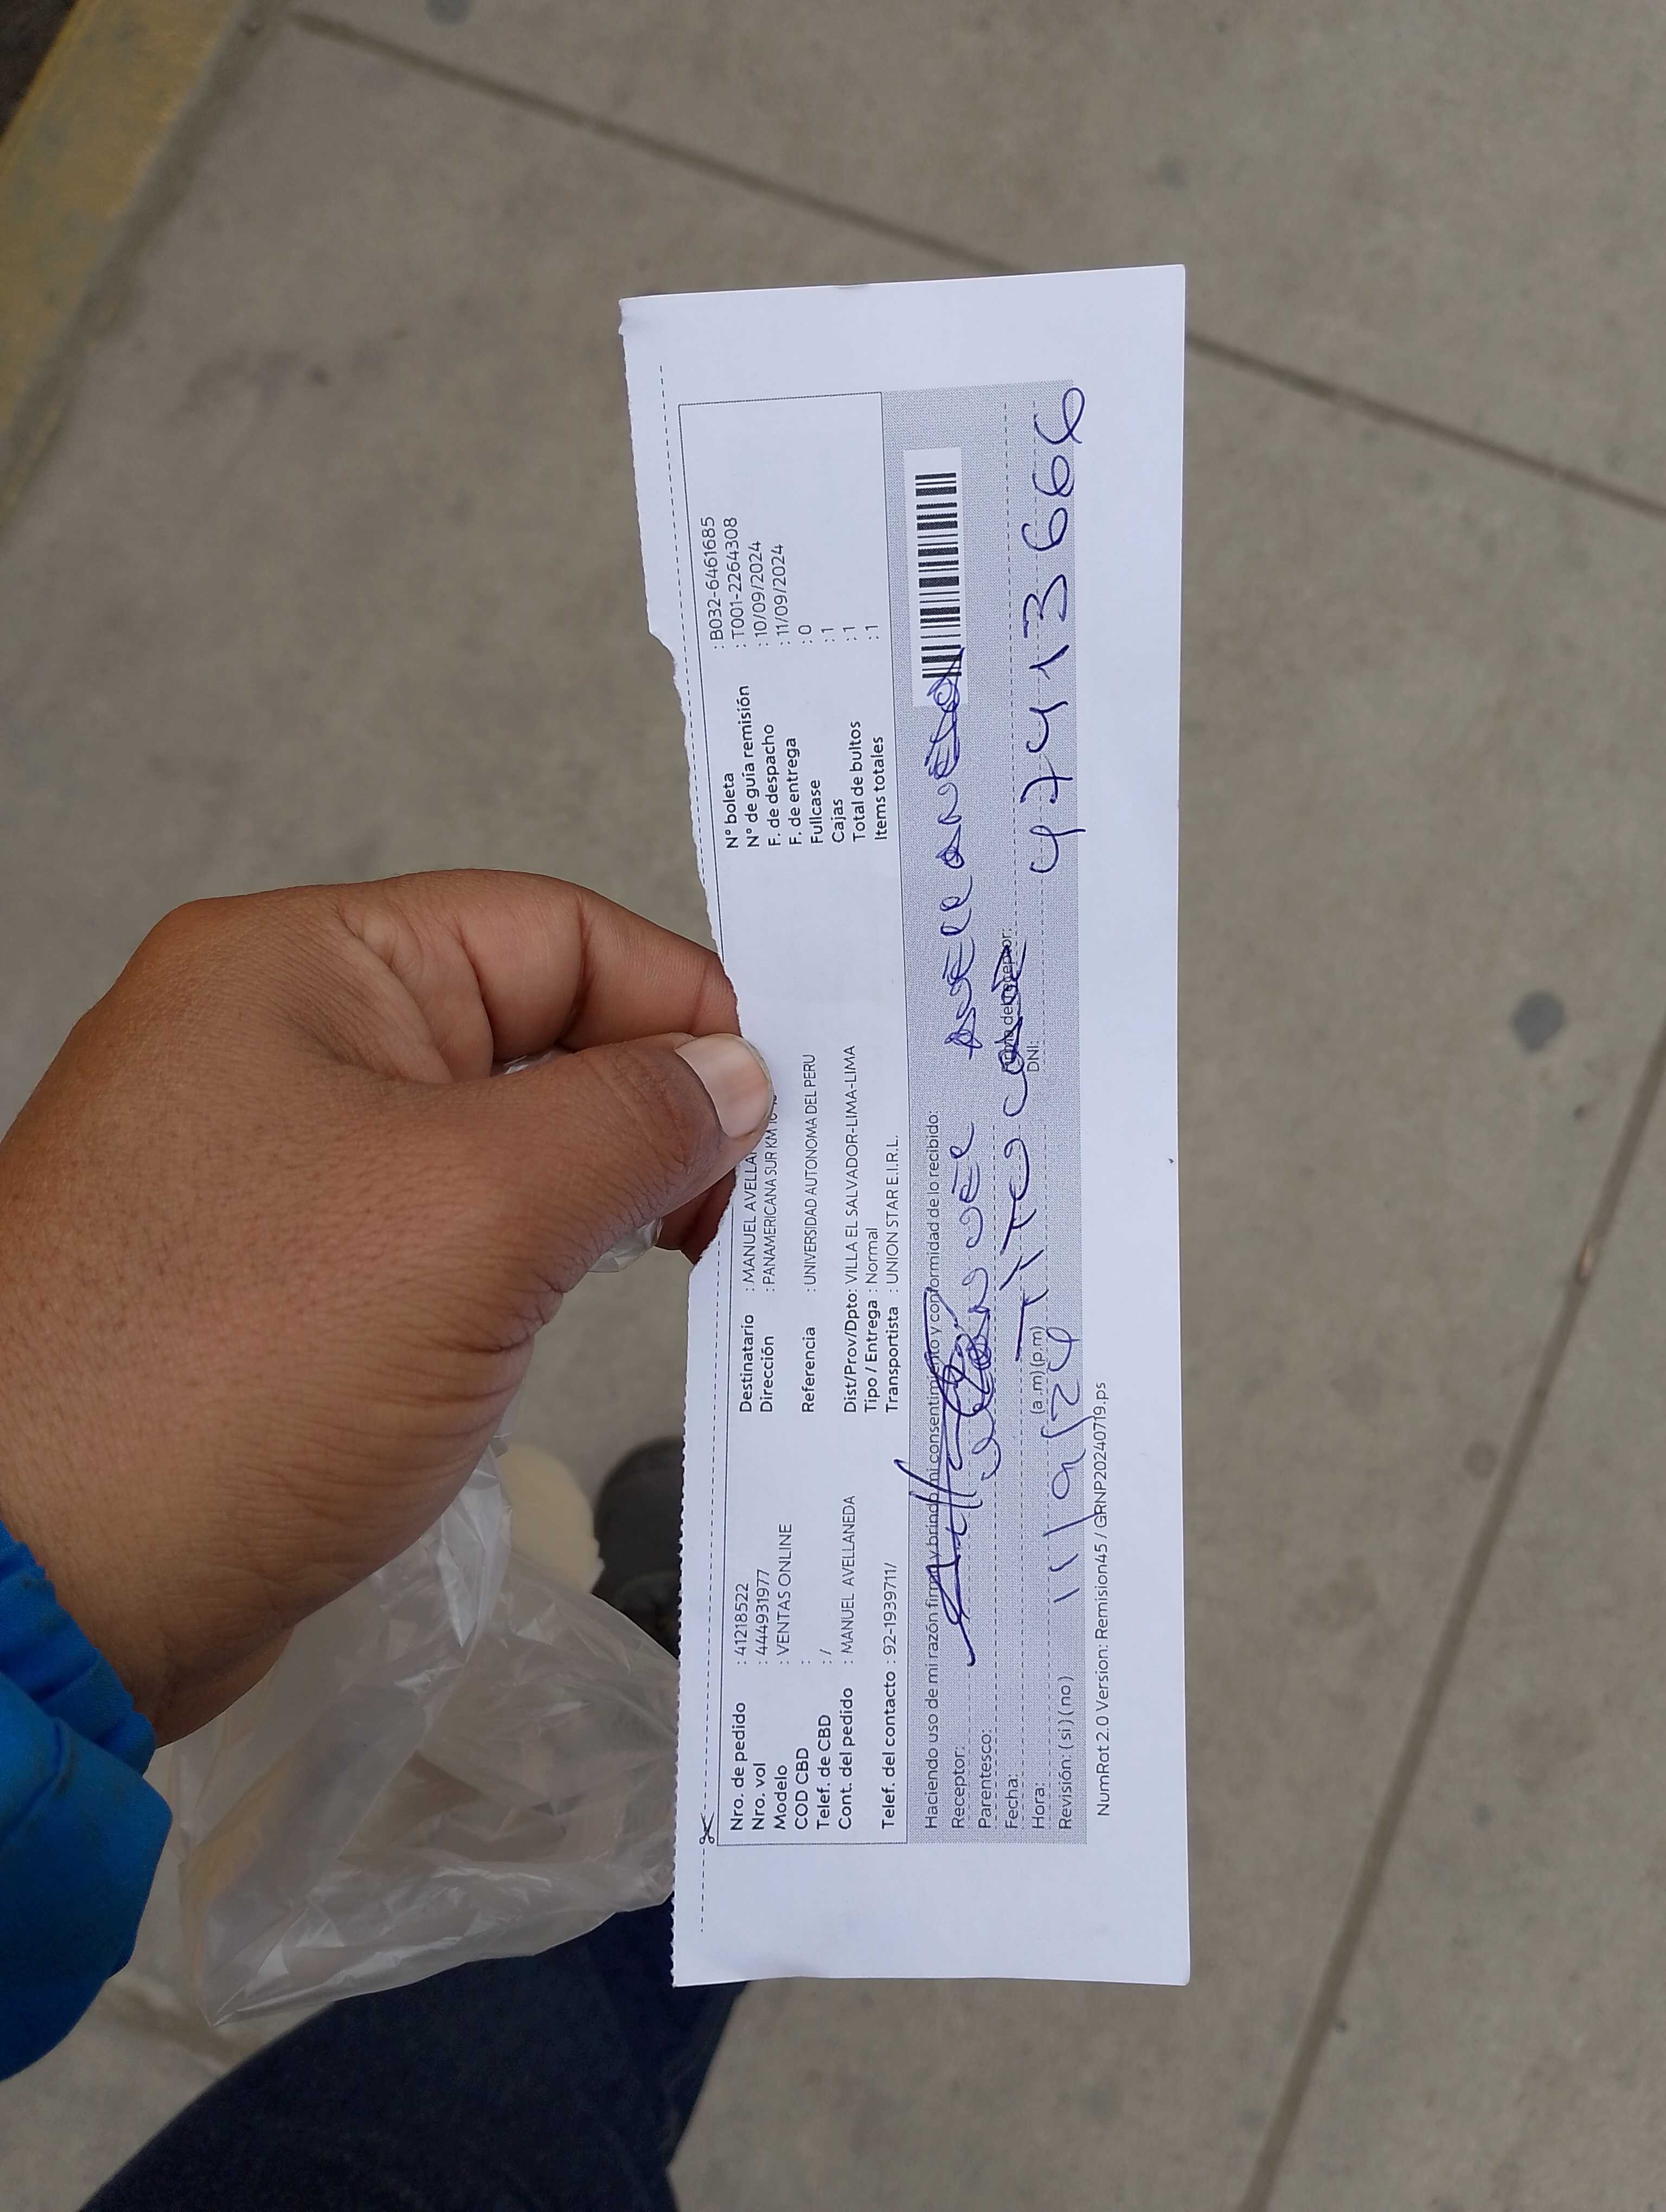 Nro. de pedido : 41218522
Nro. vol : 444931977
Modelo : VENTAS ONLINE
COD CBD :
Telef. de CBD : /
Cont. del pedido : MANUEL AVELLANEDA
Telef. del contacto : 92-1939711/
Destinatario : MANUEL AVELLA
Dirección : PANAMERICANA SUR KM
Referencia : UNIVERSIDAD AUTONOMA DEL PERU
Dist/Prov/Dpto: VILLA EL SALVADOR-LIMA-LIMA
Tipo / Entrega : Normal
Transportista : UNION STAR E.I.R.L.
N° boleta : B032-6461685
N° de guía remisión : T001-2264308
F. de despacho : 10/09/2024
F. de entrega : 11/09/2024
Fullcase : 0
Cajas : 1
Total de bultos : 1
Items totales : 1
Haciendo uso de mi razón firmo y brindo mi consentimiento y conformidad de lo recibido:
Receptor:
Parentesco:
Fecha:
Hora: (a .m) (p.m)
Revisión: ( si ) ( no )
11/9/24
Firma del receptor:
DNI: 47413666
NumRot 2.0 Version: Remision45 / GRNP20240719.ps